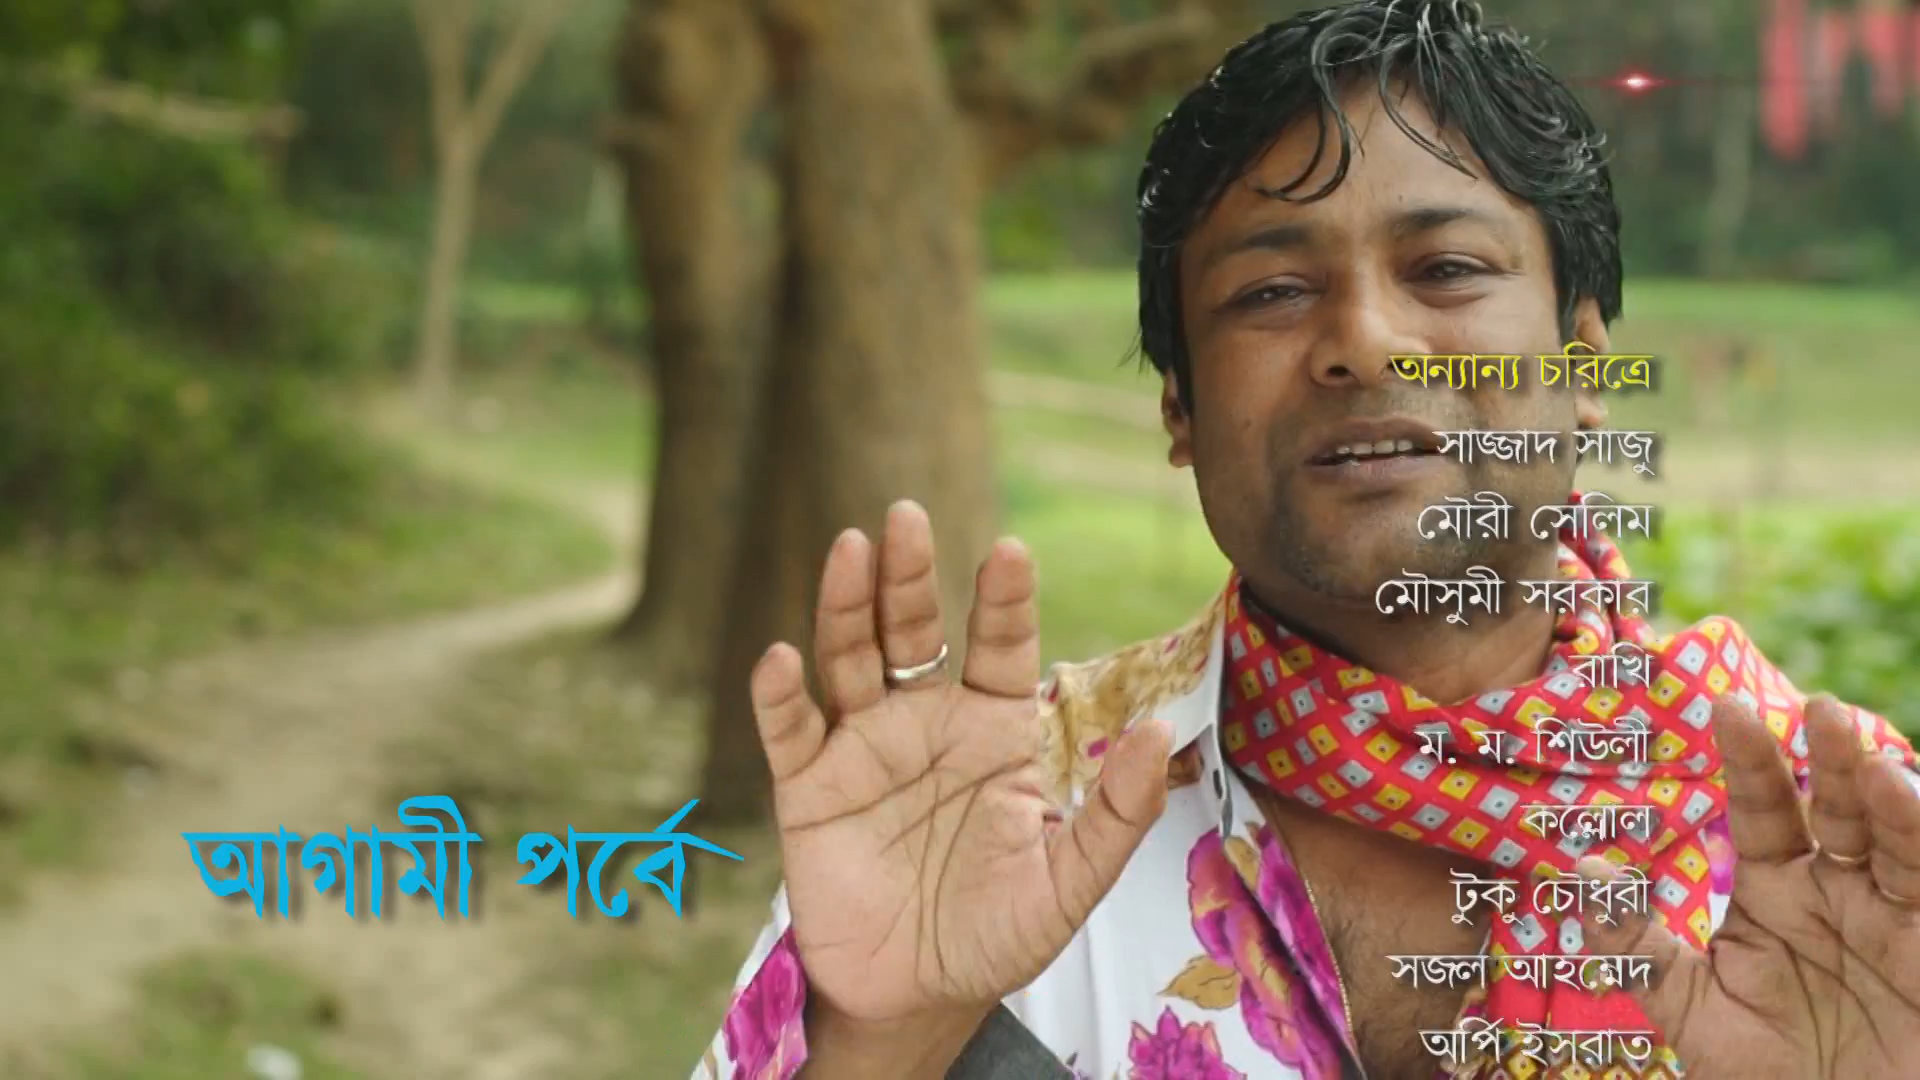 অন্যান্য চরিত্রে
সাজ্জাদ সাজু
মৌরী সেলিম
মৌসুমী সরকার
রাখি
ম. ম. শিউলী
কল্লোল
টুকু চৌধুরী
সজল আহম্মেদ
অর্পি ইসরাত
আগামী পর্বে